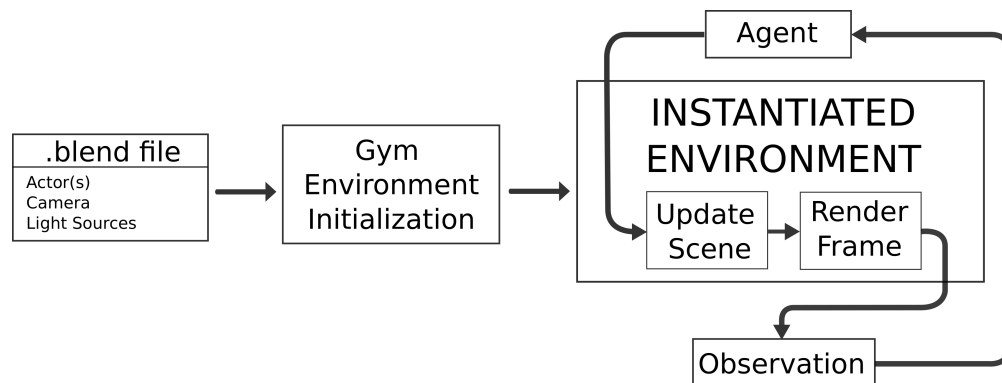 Agent
INSTANTIATED
ENVIRONMENT
.blend file
Actor(s)
Camera
Light Sources
Gym
Environment
Initialization
Update
Scene
Render
Frame
Observation